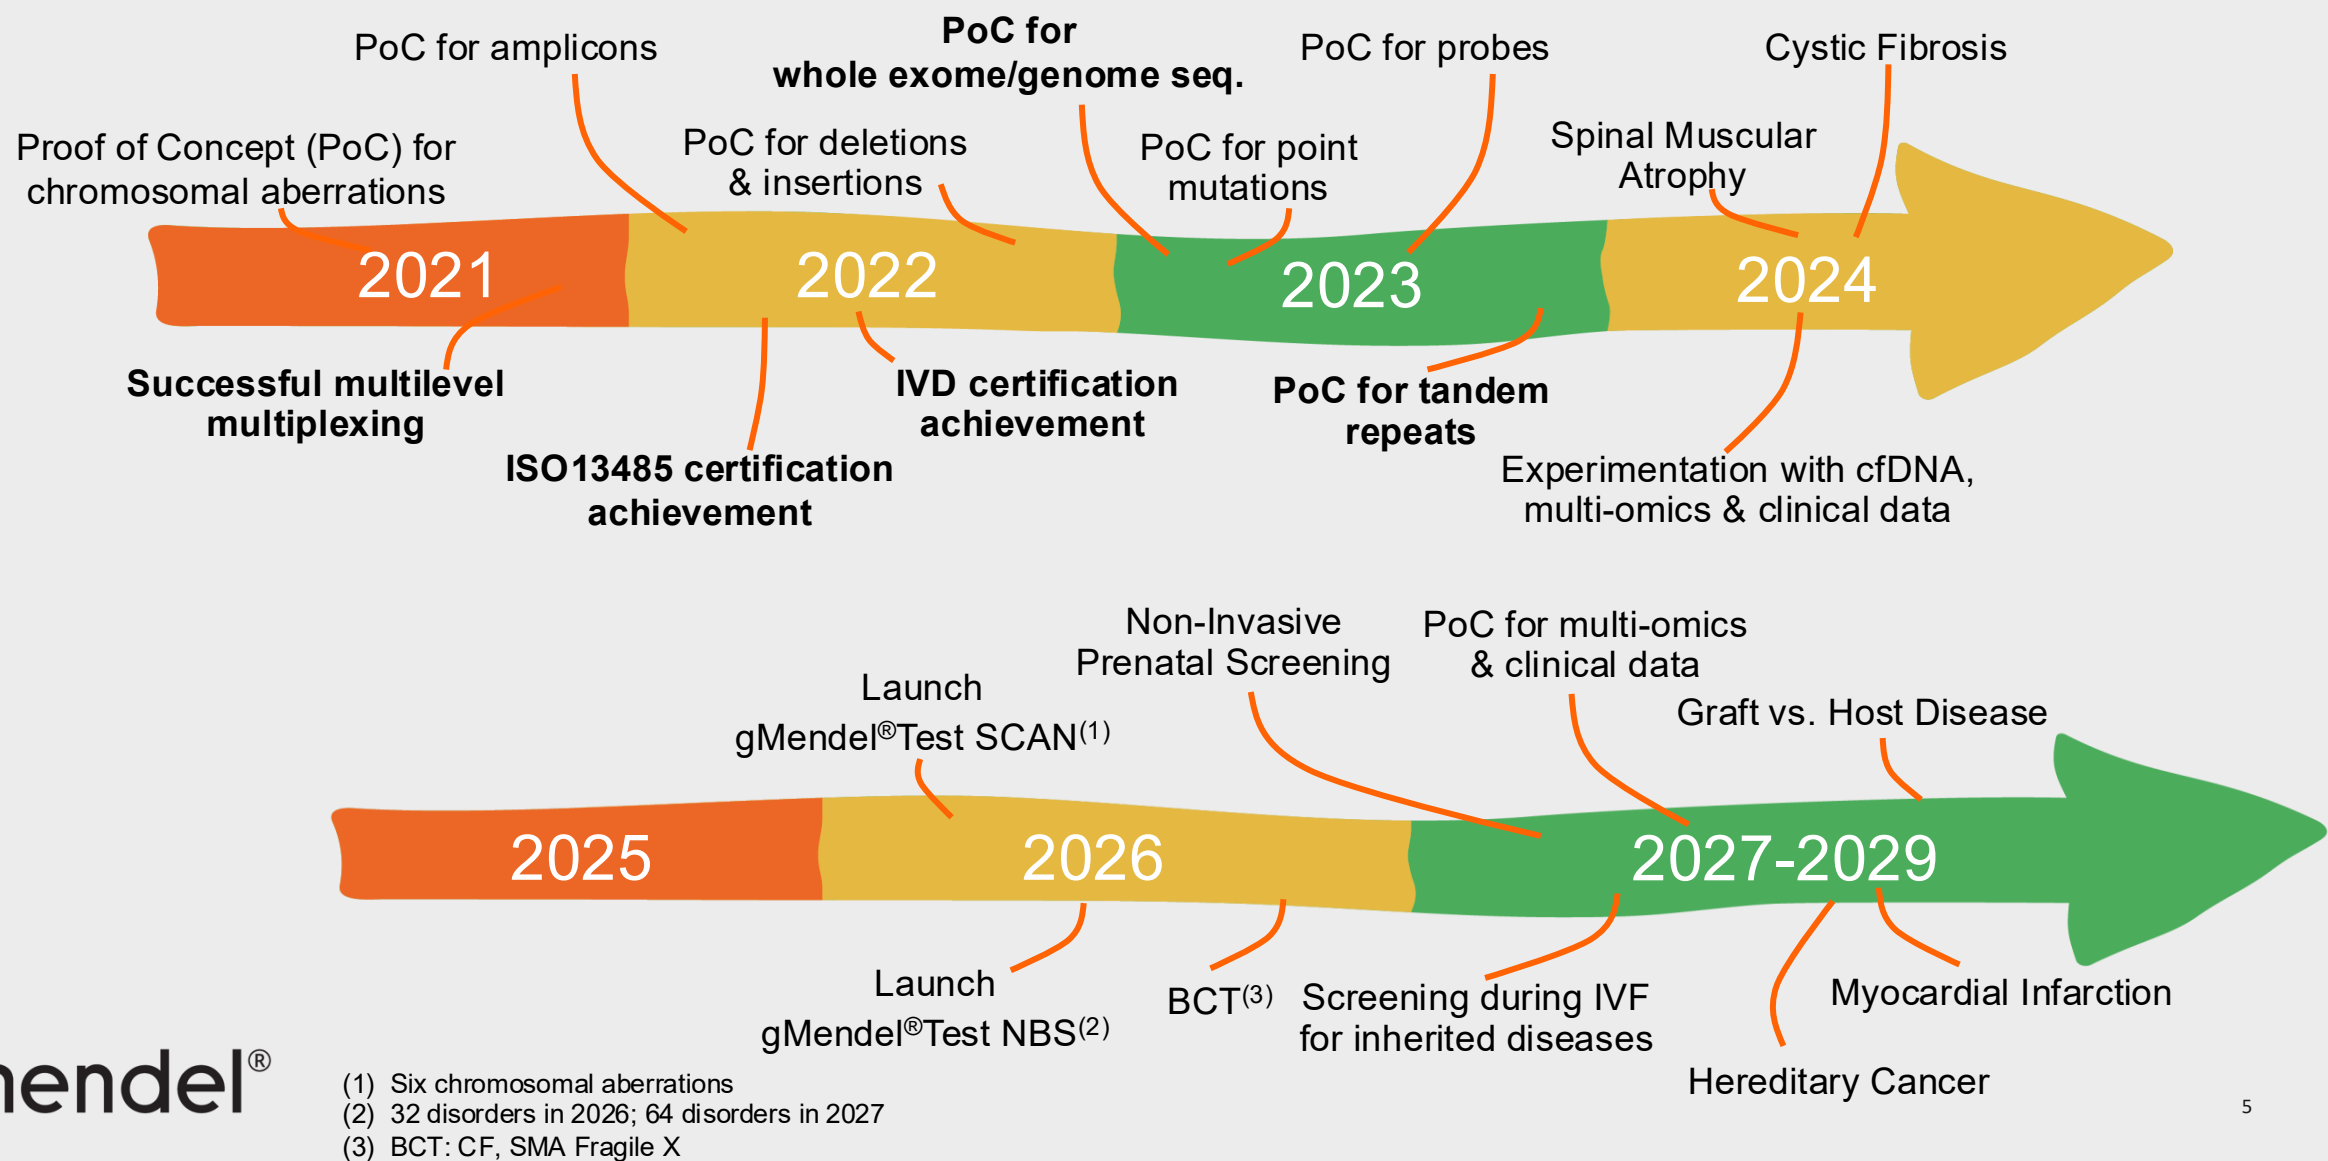 PoC for amplicons
PoC for
whole exome/genome seq.
PoC for probes
Cystic Fibrosis
Proof of Concept (PoC) for
chromosomal aberrations
PoC for deletions
& insertions
PoC for point
mutations
Spinal Muscular
Atrophy
2021
2022
2023
2024
Successful multilevel
multiplexing
ISO13485 certification
achievement
IVD certification
achievement
PoC for tandem
repeats
Experimentation with cfDNA,
multi-omics & clinical data
Launch
gMendel®Test SCAN(1)
Non-Invasive
Prenatal Screening
PoC for multi-omics
& clinical data
Graft vs. Host Disease
2025
2026
2027-2029
Launch
gMendel®Test NBS(2)
BCT(3)
Screening during IVF
for inherited diseases
Hereditary Cancer
Myocardial Infarction
mendel®
(1) Six chromosomal aberrations
(2) 32 disorders in 2026; 64 disorders in 2027
(3) BCT: CF, SMA Fragile X
5